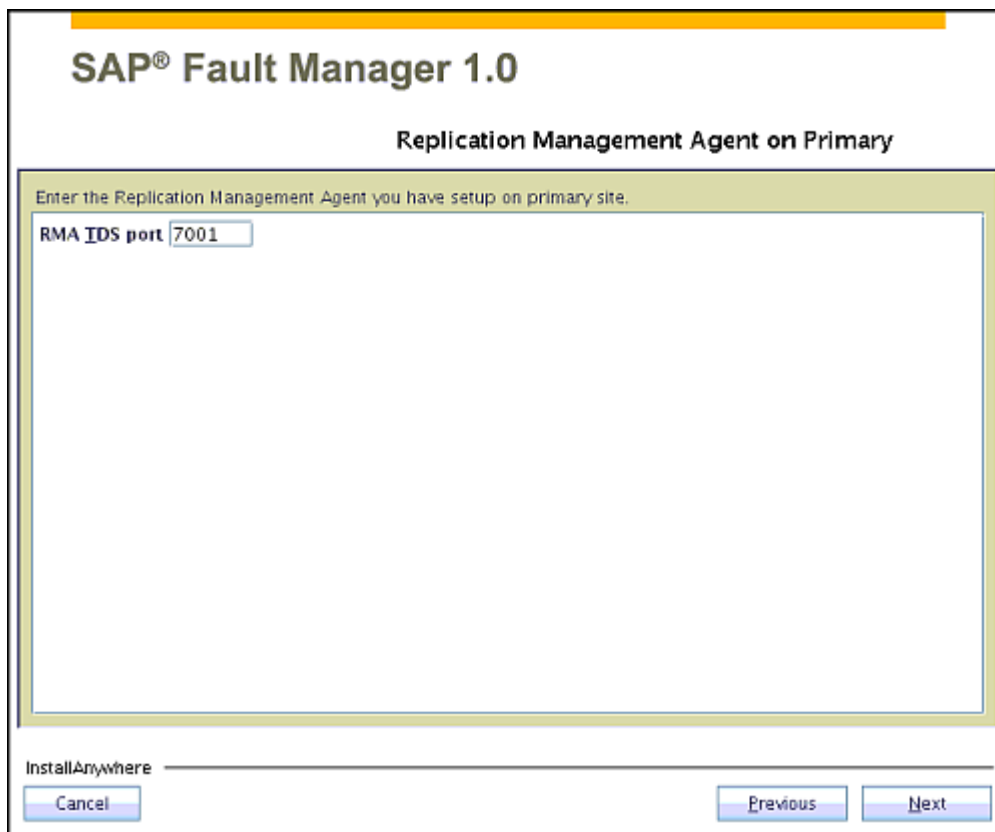 SAP® Fault Manager 1.0
Replication Management Agent on Primary
Enter the Replication Management Agent you have setup on primary site.
RMA TDS port 7001
InstallAnywhere
Cancel Previous Next